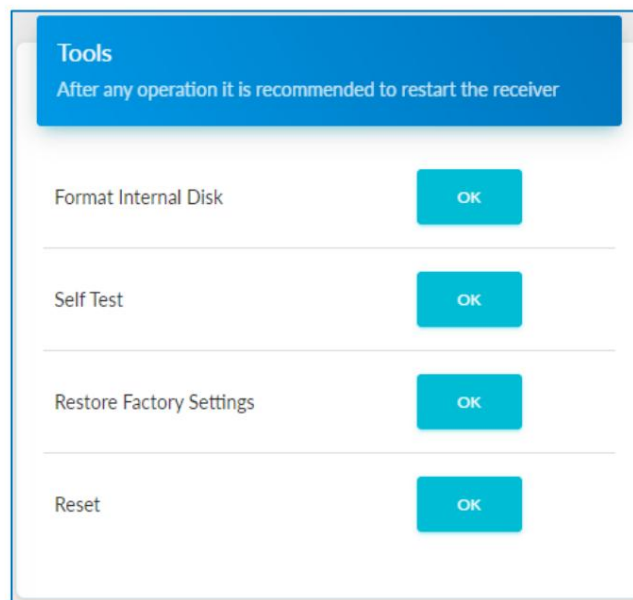 Tools
After any operation it is recommended to restart the receiver
Format Internal Disk OK
Self Test OK
Restore Factory Settings OK
Reset OK